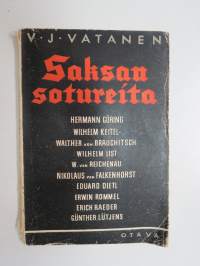 V·J·VATANEN
Saksan
sotureita
HERMANN GÖRING
WILHELM KEITEL
WALTHER von BRAUCHITSCH
WILHELM LIST
W. von REICHENAU
NIKOLAUS von FALKENHORST
EDUARD DIETL
ERWIN ROMMEL
ERICH RAEDER
GÜNTHER LÜTJENS
OTAVA